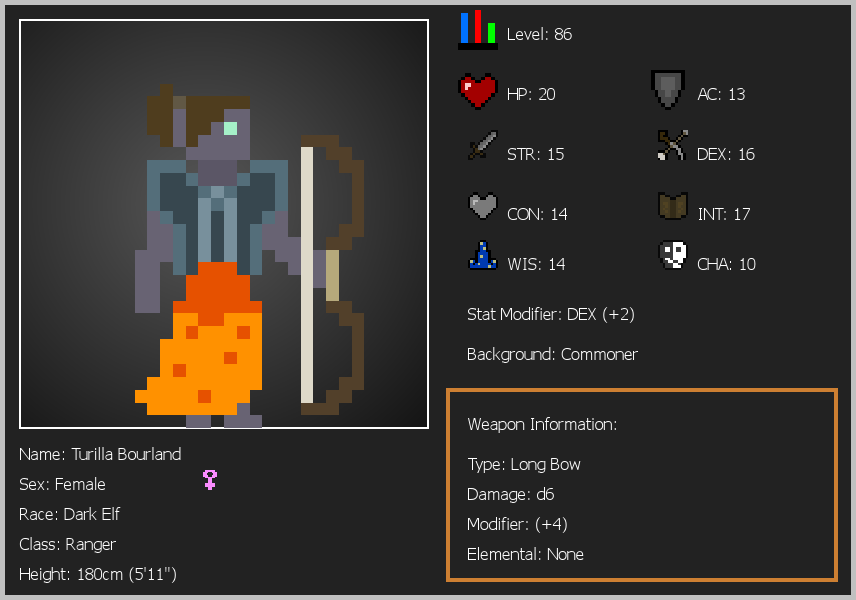 Level: 86
HP: 20
AC: 13
STR: 15
DEX: 16
CON: 14
INT: 17
WIS: 14
CHA: 10
Stat Modifier: DEX (+2)
Background: Commoner
Weapon Information:
Type: Long Bow
Damage: d6
Modifier: (+4)
Elemental: None
Name: Turilla Bourland
Sex: Female
Race: Dark Elf
Class: Ranger
Height: 180cm (5'11")